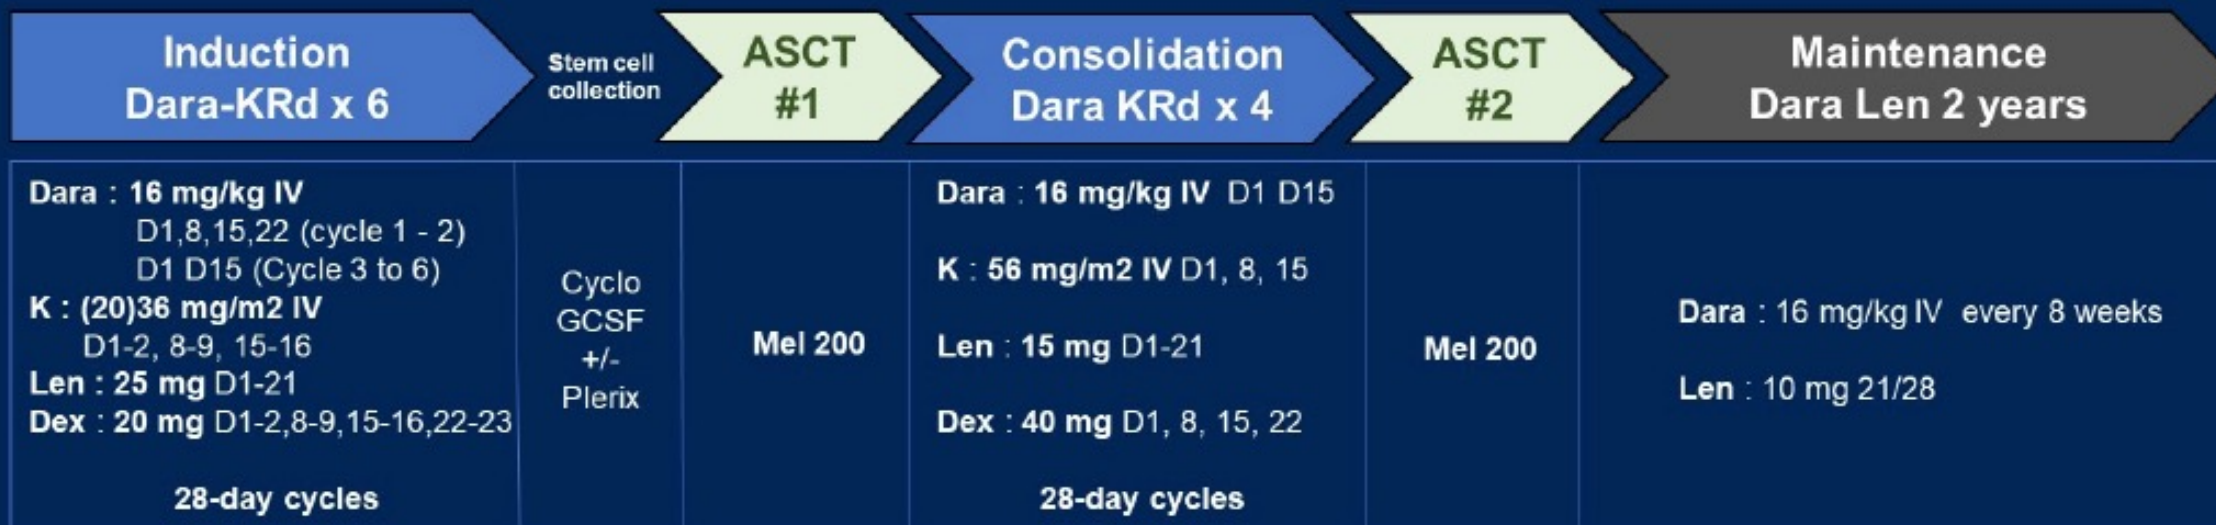 Induction
Dara-KRd x 6
Stem cell
collection
ASCT
#1
Consolidation
Dara KRd x 4
ASCT
#2
Maintenance
Dara Len 2 years
Dara : 16 mg/kg IV
D1,8,15,22 (cycle 1 - 2)
D1 D15 (Cycle 3 to 6)
K : (20)36 mg/m2 IV
D1-2, 8-9, 15-16
Len : 25 mg D1-21
Dex : 20 mg D1-2,8-9,15-16,22-23
28-day cycles
Cyclo
GCSF
+/-
Plerix
Mel 200
Dara : 16 mg/kg IV D1 D15
K : 56 mg/m2 IV D1, 8, 15
Len : 15 mg D1-21
Dex : 40 mg D1, 8, 15, 22
28-day cycles
Mel 200
Dara : 16 mg/kg IV every 8 weeks
Len : 10 mg 21/28